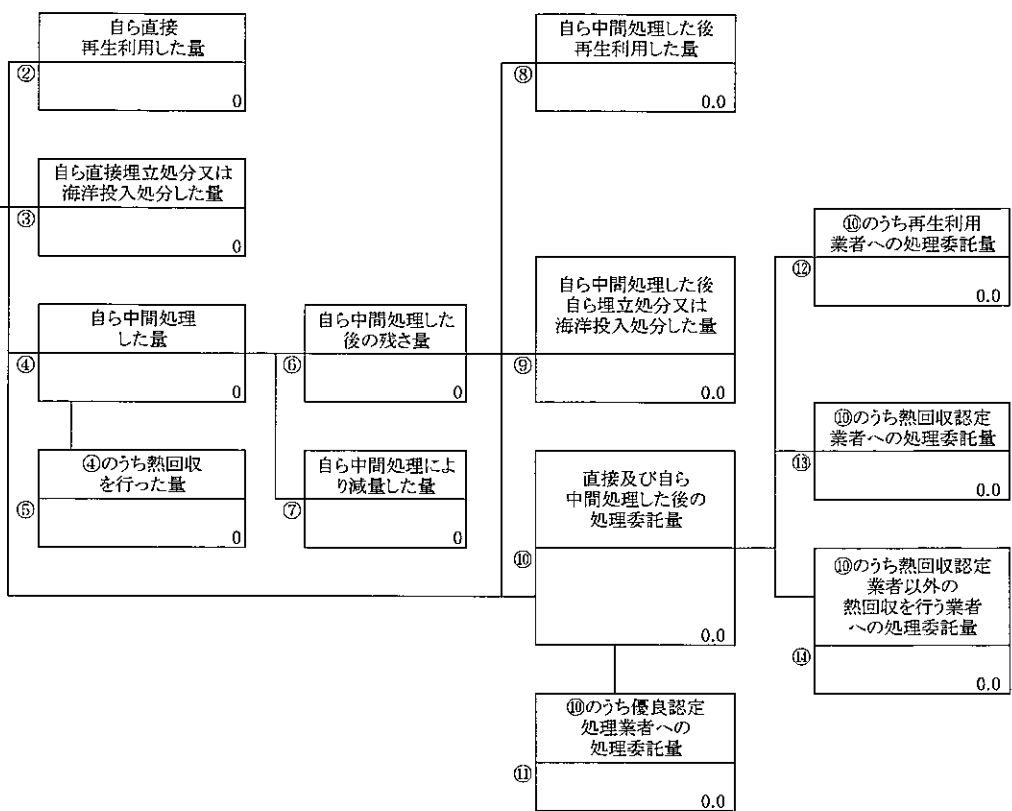 自ら直接
再生利用した量
②
0
自ら直接埋立処分又は
海洋投入処分した量
③
0
自ら中間処理
した量
④
0
④のうち熱回収
を行った量
⑤
0
自ら中間処理した
後の残さ量
⑥
0
自ら中間処理によ
り減量した量
⑦
0
自ら中間処理した後
再生利用した量
⑧
0.0
自ら中間処理した後
自ら埋立処分又は
海洋投入処分した量
⑨
0.0
直接及び自ら
中間処理した後の
処理委託量
⑩
0.0
⑩のうち優良認定
処理業者への
処理委託量
⑪
0.0
⑩のうち再生利用
業者への処理委託量
⑫
0.0
⑩のうち熱回収認定
業者への処理委託量
⑬
0.0
⑩のうち熱回収認定
業者以外の
熱回収を行う業者
への処理委託量
⑭
0.0